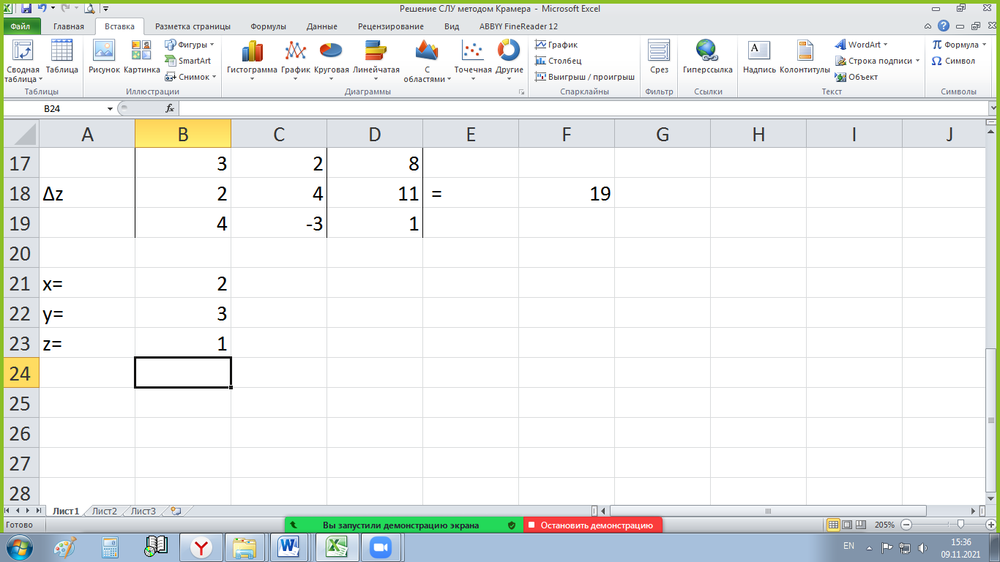 Решение СЛУ методом Крамера - Microsoft Excel
Файл Главная Вставка Разметка страницы Формулы Данные Рецензирование Вид ABBYY FineReader 12
Сводная таблица Таблица Рисунок Картинка Фигуры SmartArt Снимок Гистограмма График Круговая Линейчатая С областями Точечная Другие График Столбец Выигрыш / проигрыш Срез Гиперссылка Надпись Колонтитулы WordArt Строка подписи Объект Формула Символ
Таблицы Иллюстрации Диаграммы Спарклайны Фильтр Ссылки Текст Символы
B24 fx
A B C D E F G H I J
17 3 2 8
18 Δz 2 4 11 = 19
19 4 -3 1
20
21 x= 2
22 y= 3
23 z= 1
24
25
26
27
28
Лист1 Лист2 Лист3
Готово Вы запустили демонстрацию экрана Остановить демонстрацию 205%
EN 15:36
09.11.2021